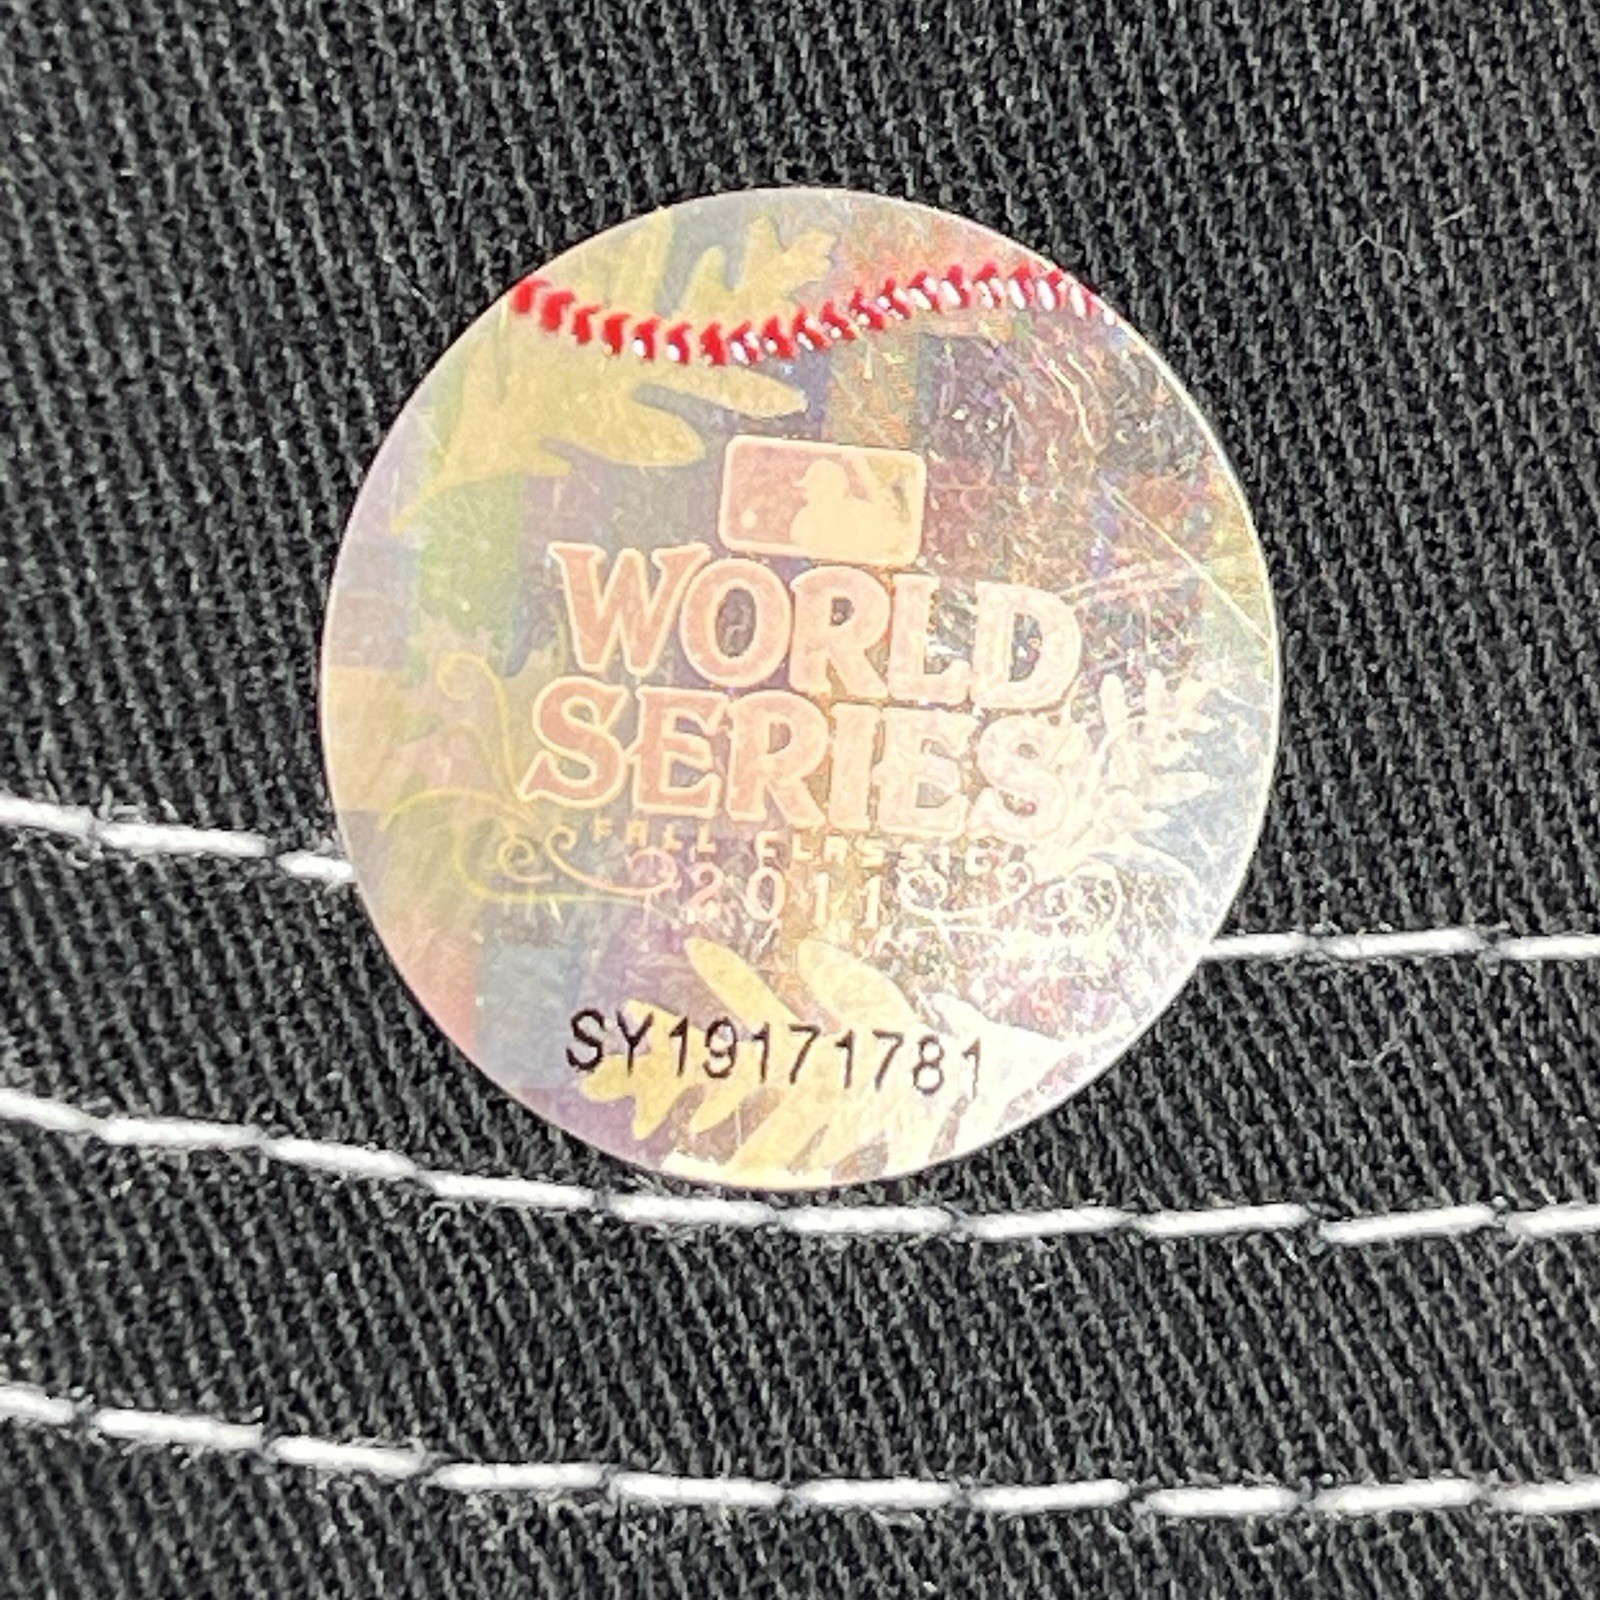 WORLD
SERIES
FALL CLASSIC
2011
SY19171781